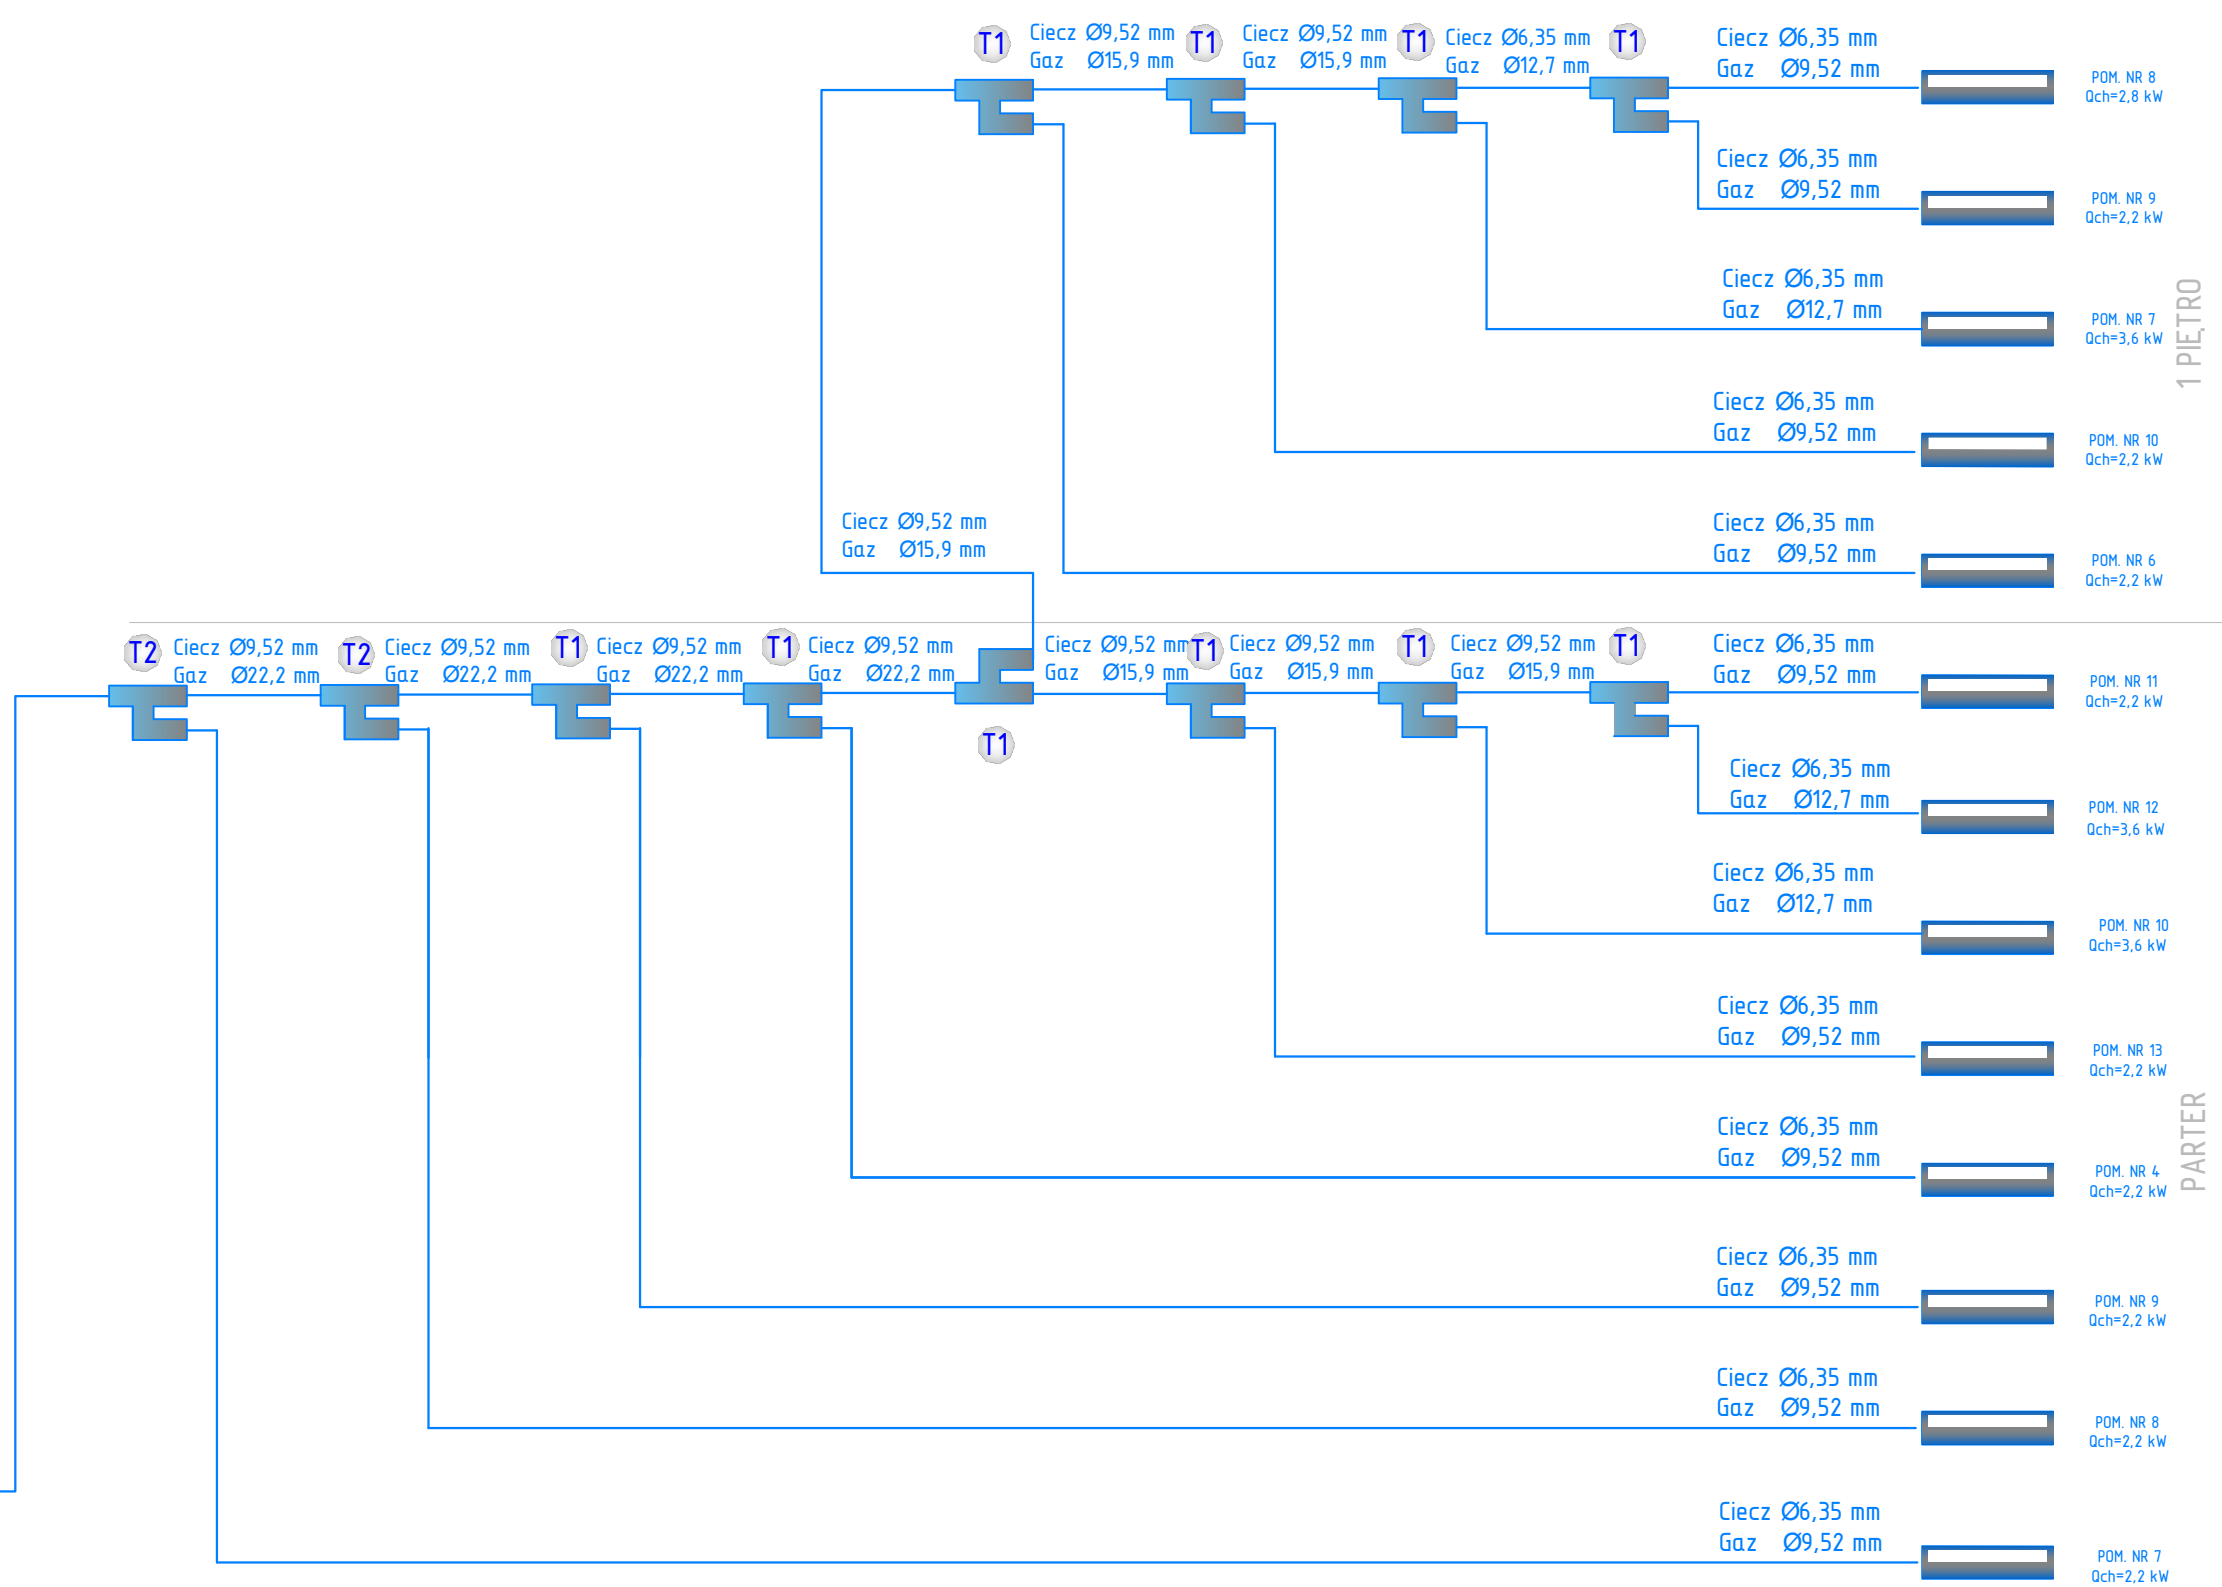 T1
Ciecz Ø9,52 mm
Gaz Ø15,9 mm
T1
Ciecz Ø9,52 mm
Gaz Ø15,9 mm
T1
Ciecz Ø6,35 mm
Gaz Ø12,7 mm
T1
Ciecz Ø6,35 mm
Gaz Ø9,52 mm
POM. NR 8
Qch=2,8 kW
Ciecz Ø6,35 mm
Gaz Ø9,52 mm
POM. NR 9
Qch=2,2 kW
Ciecz Ø6,35 mm
Gaz Ø12,7 mm
POM. NR 7
Qch=3,6 kW
1 PIĘTRO
Ciecz Ø6,35 mm
Gaz Ø9,52 mm
POM. NR 10
Qch=2,2 kW
Ciecz Ø9,52 mm
Gaz Ø15,9 mm
Ciecz Ø6,35 mm
Gaz Ø9,52 mm
POM. NR 6
Qch=2,2 kW
T2
Ciecz Ø9,52 mm
Gaz Ø22,2 mm
T2
Ciecz Ø9,52 mm
Gaz Ø22,2 mm
T1
Ciecz Ø9,52 mm
Gaz Ø22,2 mm
T1
Ciecz Ø9,52 mm
Gaz Ø22,2 mm
T1
Ciecz Ø9,52 mm
Gaz Ø15,9 mm
T1
Ciecz Ø9,52 mm
Gaz Ø15,9 mm
T1
Ciecz Ø9,52 mm
Gaz Ø15,9 mm
T1
Ciecz Ø6,35 mm
Gaz Ø9,52 mm
POM. NR 11
Qch=2,2 kW
Ciecz Ø6,35 mm
Gaz Ø12,7 mm
POM. NR 12
Qch=3,6 kW
Ciecz Ø6,35 mm
Gaz Ø12,7 mm
POM. NR 10
Qch=3,6 kW
Ciecz Ø6,35 mm
Gaz Ø9,52 mm
POM. NR 13
Qch=2,2 kW
PARTER
Ciecz Ø6,35 mm
Gaz Ø9,52 mm
POM. NR 4
Qch=2,2 kW
Ciecz Ø6,35 mm
Gaz Ø9,52 mm
POM. NR 9
Qch=2,2 kW
Ciecz Ø6,35 mm
Gaz Ø9,52 mm
POM. NR 8
Qch=2,2 kW
Ciecz Ø6,35 mm
Gaz Ø9,52 mm
POM. NR 7
Qch=2,2 kW